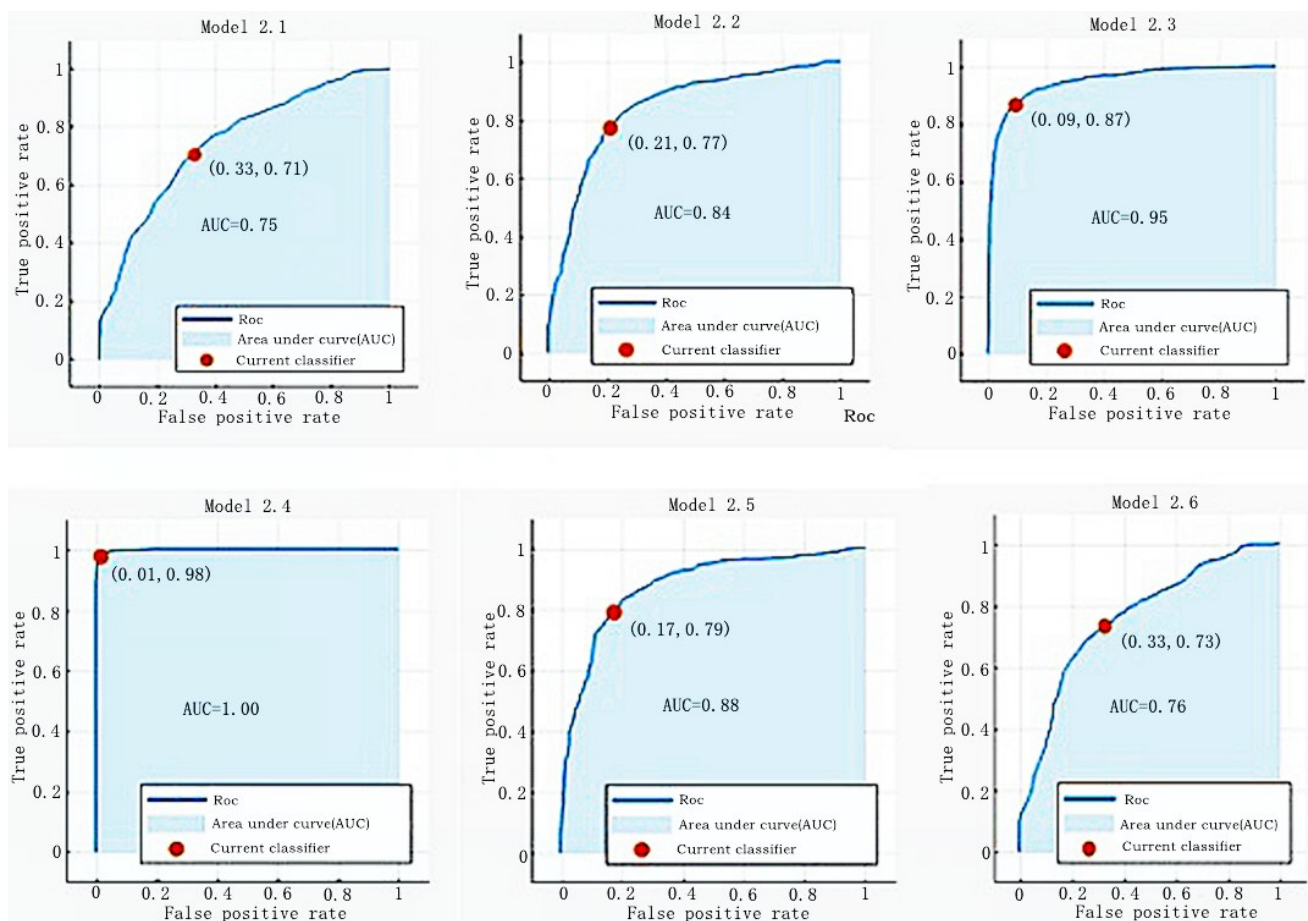 Model 2.1
True positive rate
1
0.8
0.6
0.4
0.2
0
(0.33, 0.71)
AUC=0.75
Roc
Area under curve(AUC)
Current classifier
0 0.2 0.4 0.6 0.8 1
False positive rate
Model 2.2
True positive rate
1
0.8
0.6
0.4
0.2
0
(0.21, 0.77)
AUC=0.84
Roc
Area under curve(AUC)
Current classifier
0 0.2 0.4 0.6 0.8 1
False positive rate
Roc
Model 2.3
True positive rate
1
0.8
0.6
0.4
0.2
0
(0.09, 0.87)
AUC=0.95
Roc
Area under curve(AUC)
Current classifier
0 0.2 0.4 0.6 0.8 1
False positive rate
Model 2.4
True positive rate
1
0.8
0.6
0.4
0.2
0
(0.01, 0.98)
AUC=1.00
Roc
Area under curve(AUC)
Current classifier
0 0.2 0.4 0.6 0.8 1
False positive rate
Model 2.5
True positive rate
1
0.8
0.6
0.4
0.2
0
(0.17, 0.79)
AUC=0.88
Roc
Area under curve(AUC)
Current classifier
0 0.2 0.4 0.6 0.8 1
False positive rate
Model 2.6
True positive rate
1
0.8
0.6
0.4
0.2
0
(0.33, 0.73)
AUC=0.76
Roc
Area under curve(AUC)
Current classifier
0 0.2 0.4 0.6 0.8 1
False positive rate